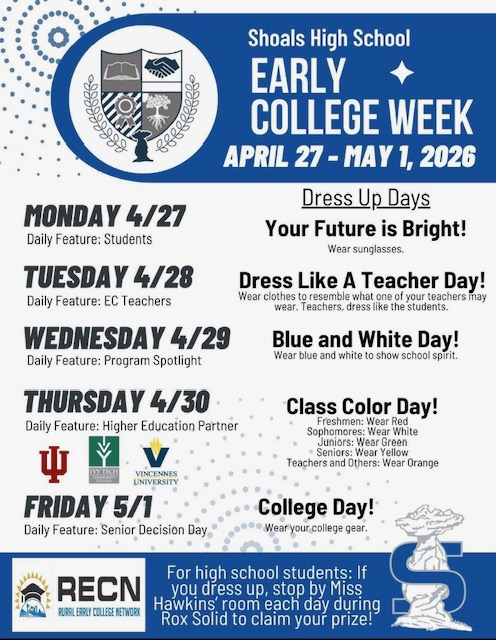 Shoals High School
EARLY
COLLEGE WEEK
APRIL 27 - MAY 1, 2026
Dress Up Days
MONDAY 4/27
Daily Feature: Students
Your Future is Bright!
Wear sunglasses.
TUESDAY 4/28
Daily Feature: EC Teachers
Dress Like A Teacher Day!
Wear clothes to resemble what one of your teachers may
wear. Teachers, dress like the students.
WEDNESDAY 4/29
Daily Feature: Program Spotlight
Blue and White Day!
Wear blue and white to show school spirit.
THURSDAY 4/30
Daily Feature: Higher Education Partner
IVY TECH
COMMUNITY COLLEGE
VINCENNES
UNIVERSITY
Class Color Day!
Freshmen: Wear Red
Sophomores: Wear White
Juniors: Wear Green
Seniors: Wear Yellow
Teachers and Others: Wear Orange
FRIDAY 5/1
Daily Feature: Senior Decision Day
College Day!
Wear your college gear.
RECN
RURAL EARLY COLLEGE NETWORK
For high school students: If
you dress up, stop by Miss
Hawkins' room each day during
Rox Solid to claim your prize!
S